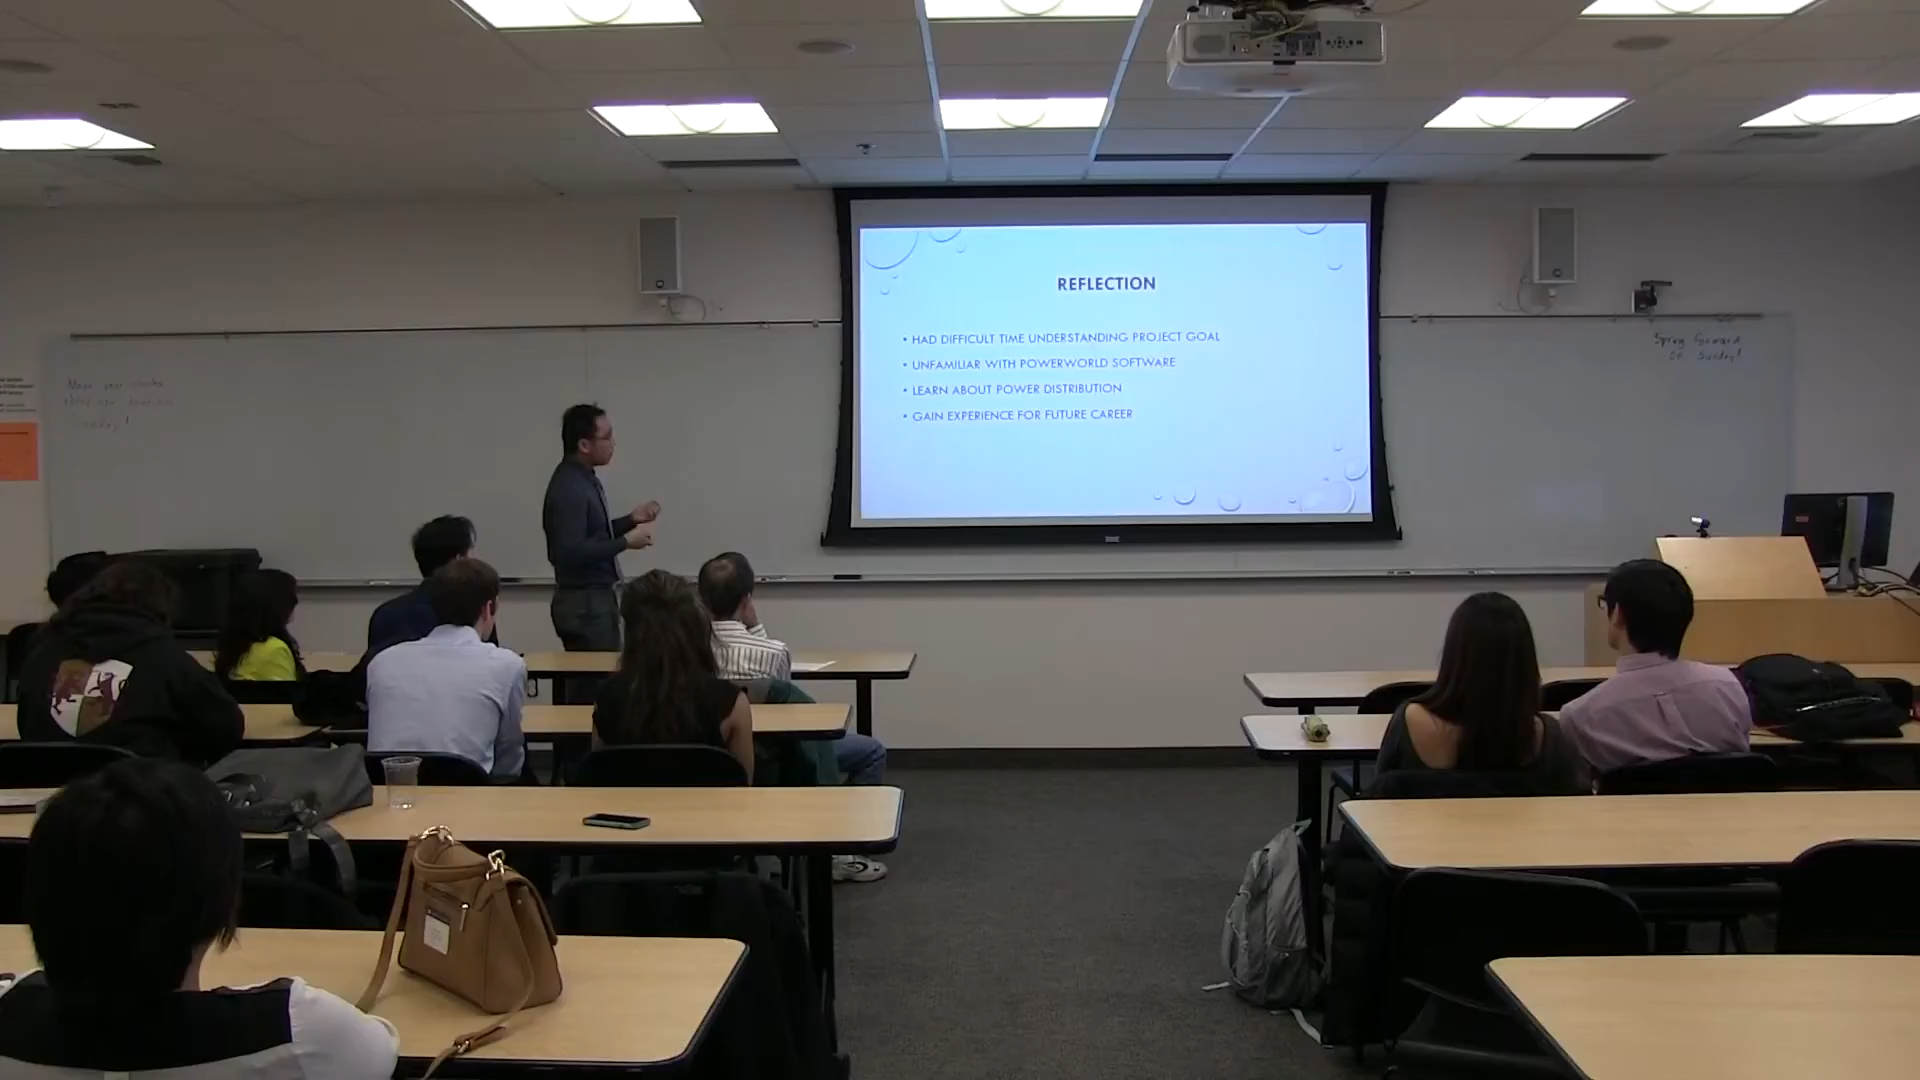 REFLECTION
• HAD DIFFICULT TIME UNDERSTANDING PROJECT GOAL
• UNFAMILIAR WITH POWERWORLD SOFTWARE
• LEARN ABOUT POWER DISTRIBUTION
• GAIN EXPERIENCE FOR FUTURE CAREER
Spring Forward
on Sunday!